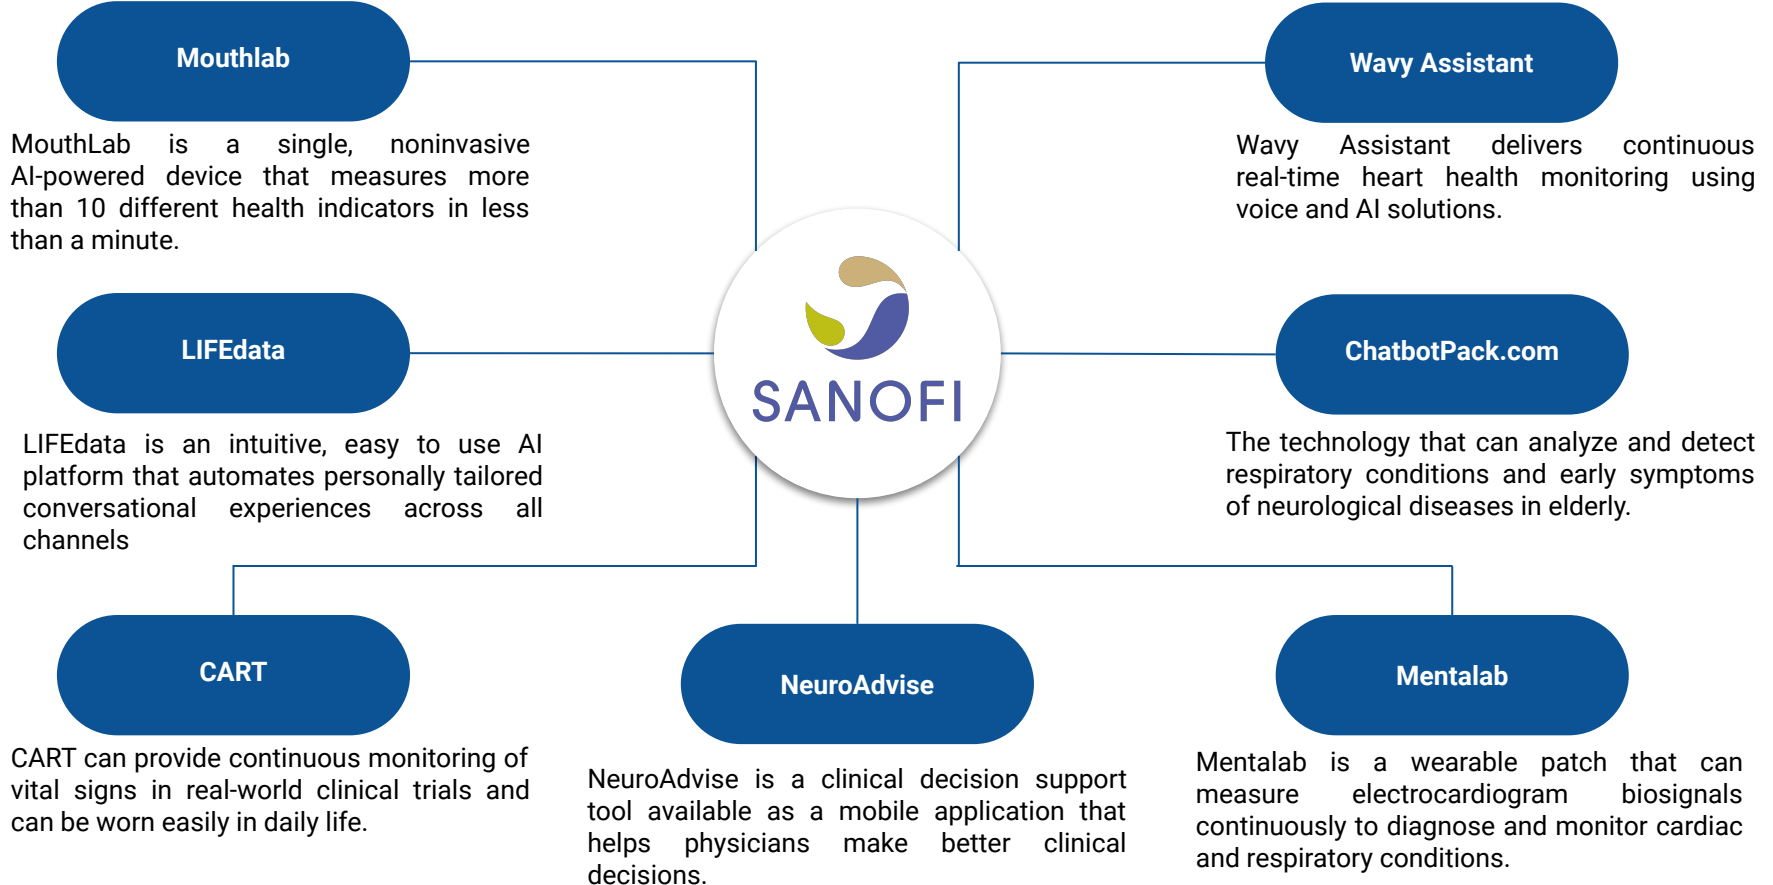 Mouthlab
MouthLab is a single, noninvasive
AI-powered device that measures more
than 10 different health indicators in less
than a minute.
Wavy Assistant
Wavy Assistant delivers continuous
real-time heart health monitoring using
voice and AI solutions.
LIFEdata
LIFEdata is an intuitive, easy to use AI
platform that automates personally tailored
conversational experiences across all
channels
SANOFI
ChatbotPack.com
The technology that can analyze and detect
respiratory conditions and early symptoms
of neurological diseases in elderly.
CART
CART can provide continuous monitoring of
vital signs in real-world clinical trials and
can be worn easily in daily life.
NeuroAdvise
NeuroAdvise is a clinical decision support
tool available as a mobile application that
helps physicians make better clinical
decisions.
Mentalab
Mentalab is a wearable patch that can
measure electrocardiogram biosignals
continuously to diagnose and monitor cardiac
and respiratory conditions.